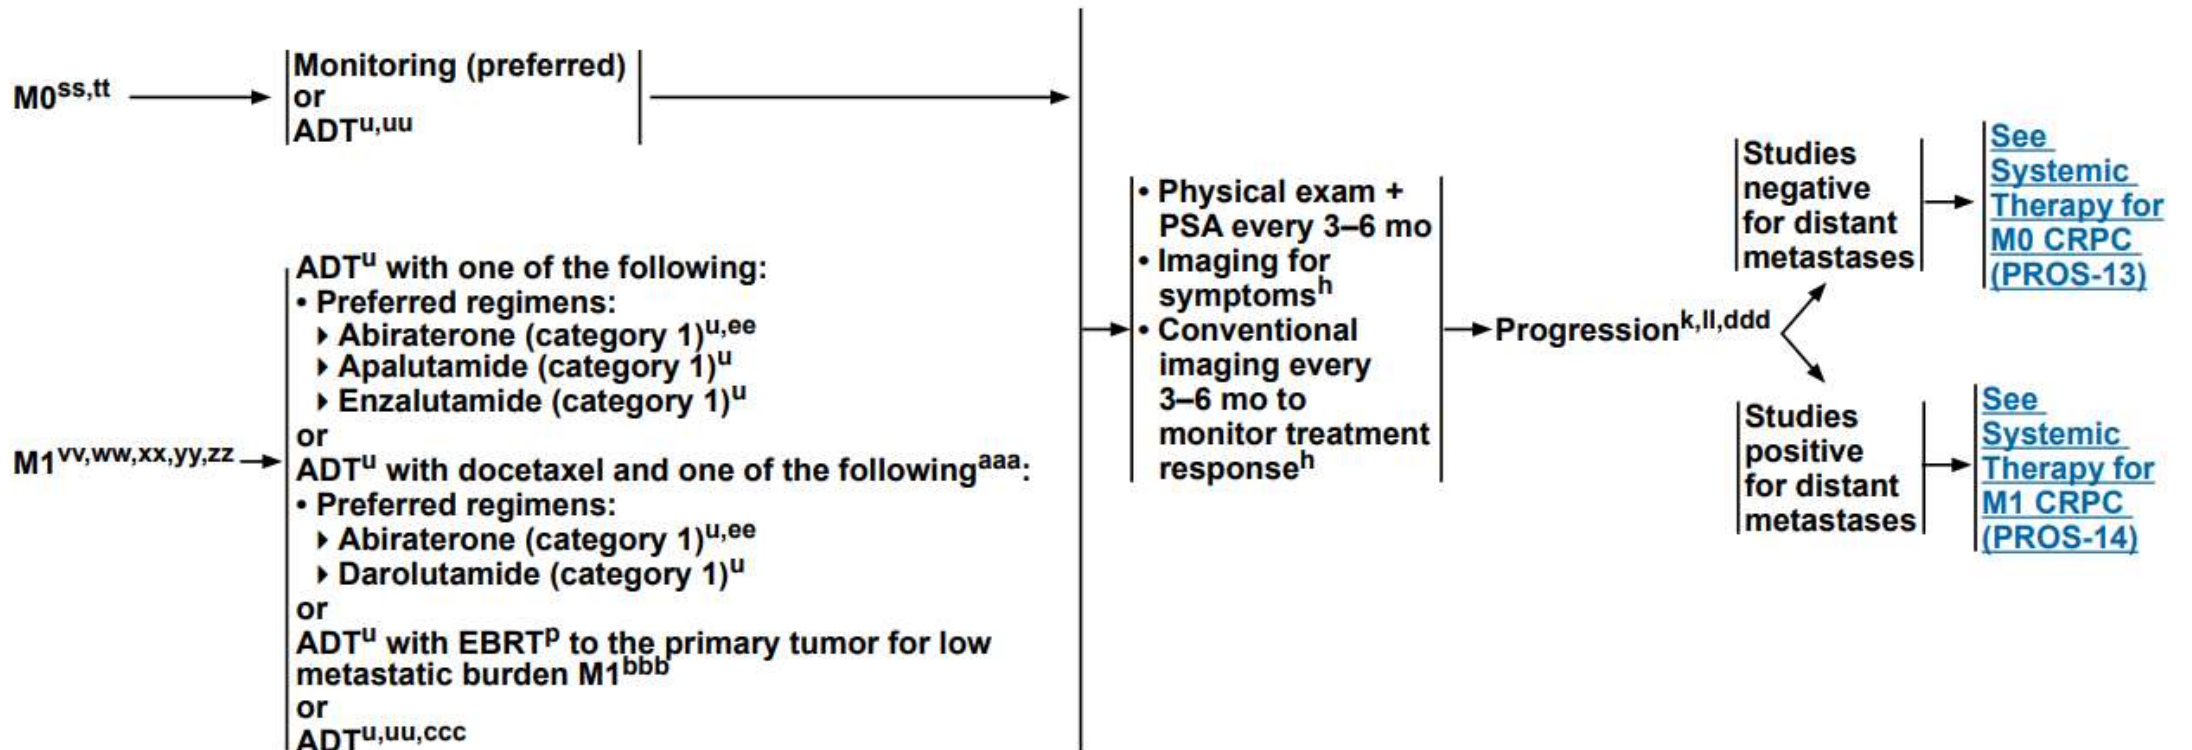 M0ss,tt
Monitoring (preferred)
or
ADTu,uu
M1vv,ww,xx,yy,zz
ADTu with one of the following:
• Preferred regimens:
‣ Abiraterone (category 1)u,ee
‣ Apalutamide (category 1)u
‣ Enzalutamide (category 1)u
or
ADTu with docetaxel and one of the followingaaa:
• Preferred regimens:
‣ Abiraterone (category 1)u,ee
‣ Darolutamide (category 1)u
or
ADTu with EBRTp to the primary tumor for low
metastatic burden M1bbb
or
ADTu,uu,ccc
• Physical exam +
PSA every 3–6 mo
• Imaging for
symptomsh
• Conventional
imaging every
3–6 mo to
monitor treatment
responseh
Progressionk,ll,ddd
Studies
negative
for distant
metastases
See
Systemic
Therapy for
M0 CRPC
(PROS-13)
Studies
positive
for distant
metastases
See
Systemic
Therapy for
M1 CRPC
(PROS-14)